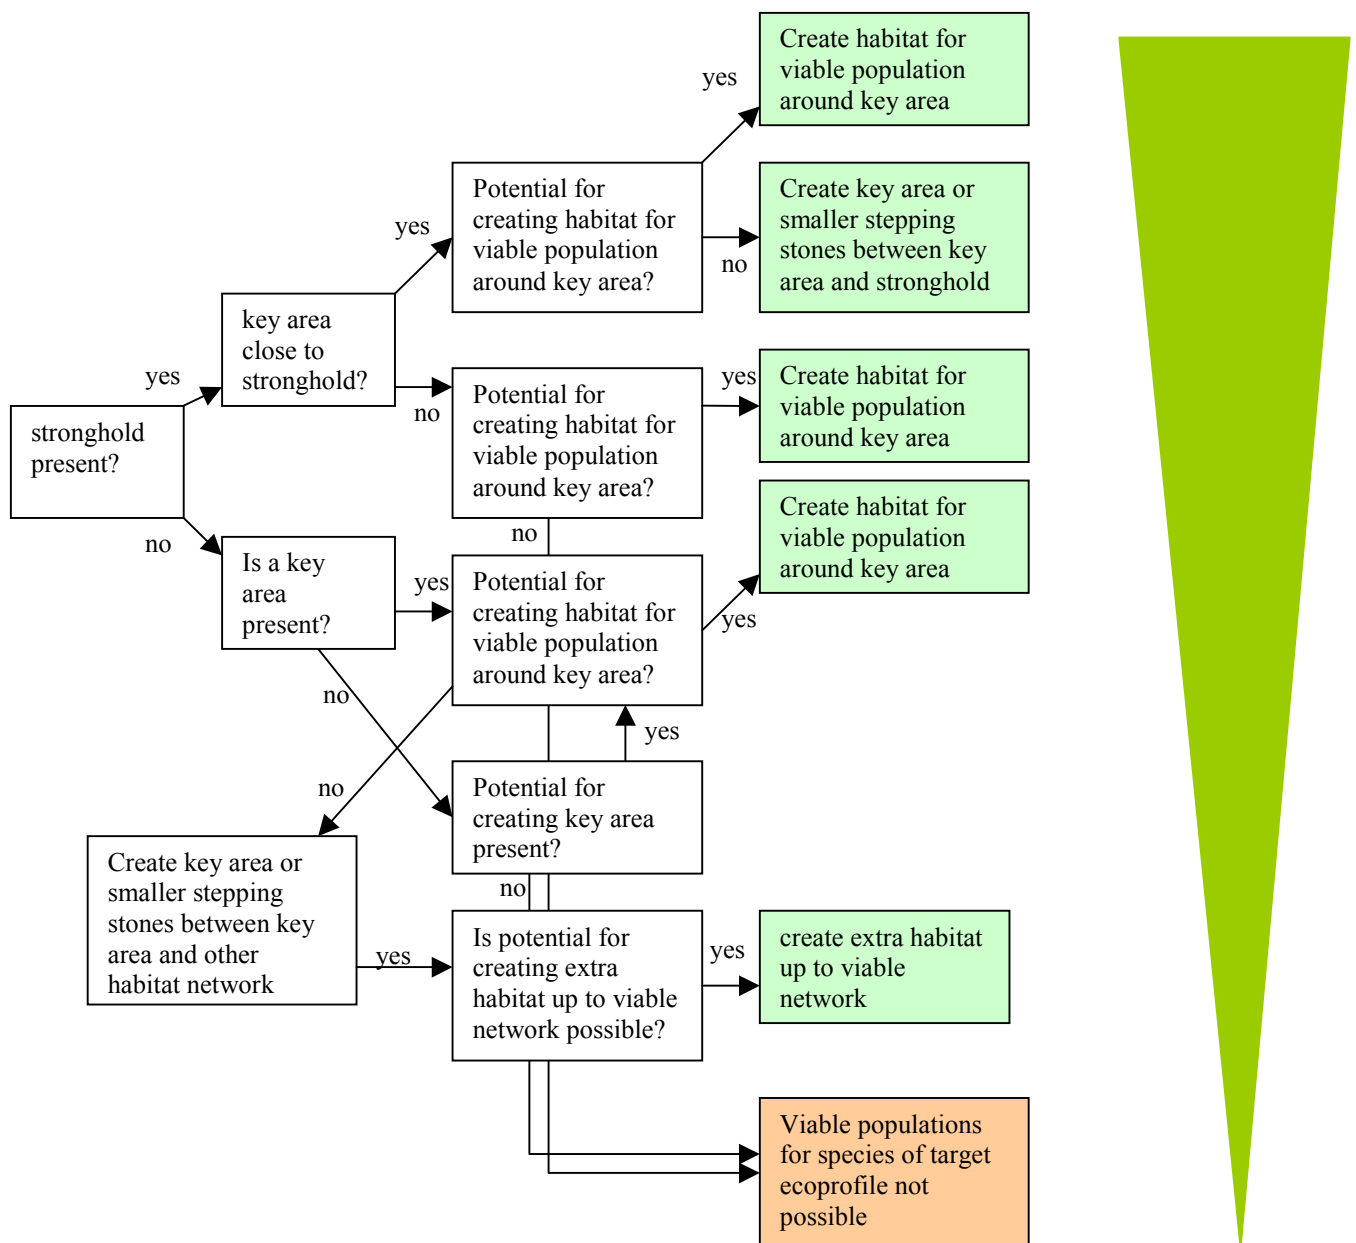 Create habitat for
viable population
around key area
yes
Potential for
creating habitat for
viable population
around key area?
Create key area or
smaller stepping
stones between key
area and stronghold
yes
no
key area
close to
stronghold?
yes
no
Potential for
creating habitat for
viable population
around key area?
yes
Create habitat for
viable population
around key area
stronghold
present?
no
no
Is a key
area
present?
yes
Potential for
creating habitat for
viable population
around key area?
yes
Create habitat for
viable population
around key area
no
yes
no
Potential for
creating key area
present?
no
Create key area or
smaller stepping
stones between key
area and other
habitat network
yes
Is potential for
creating extra
habitat up to viable
network possible?
yes
create extra habitat
up to viable
network
Viable populations
for species of target
ecoprofile not
possible